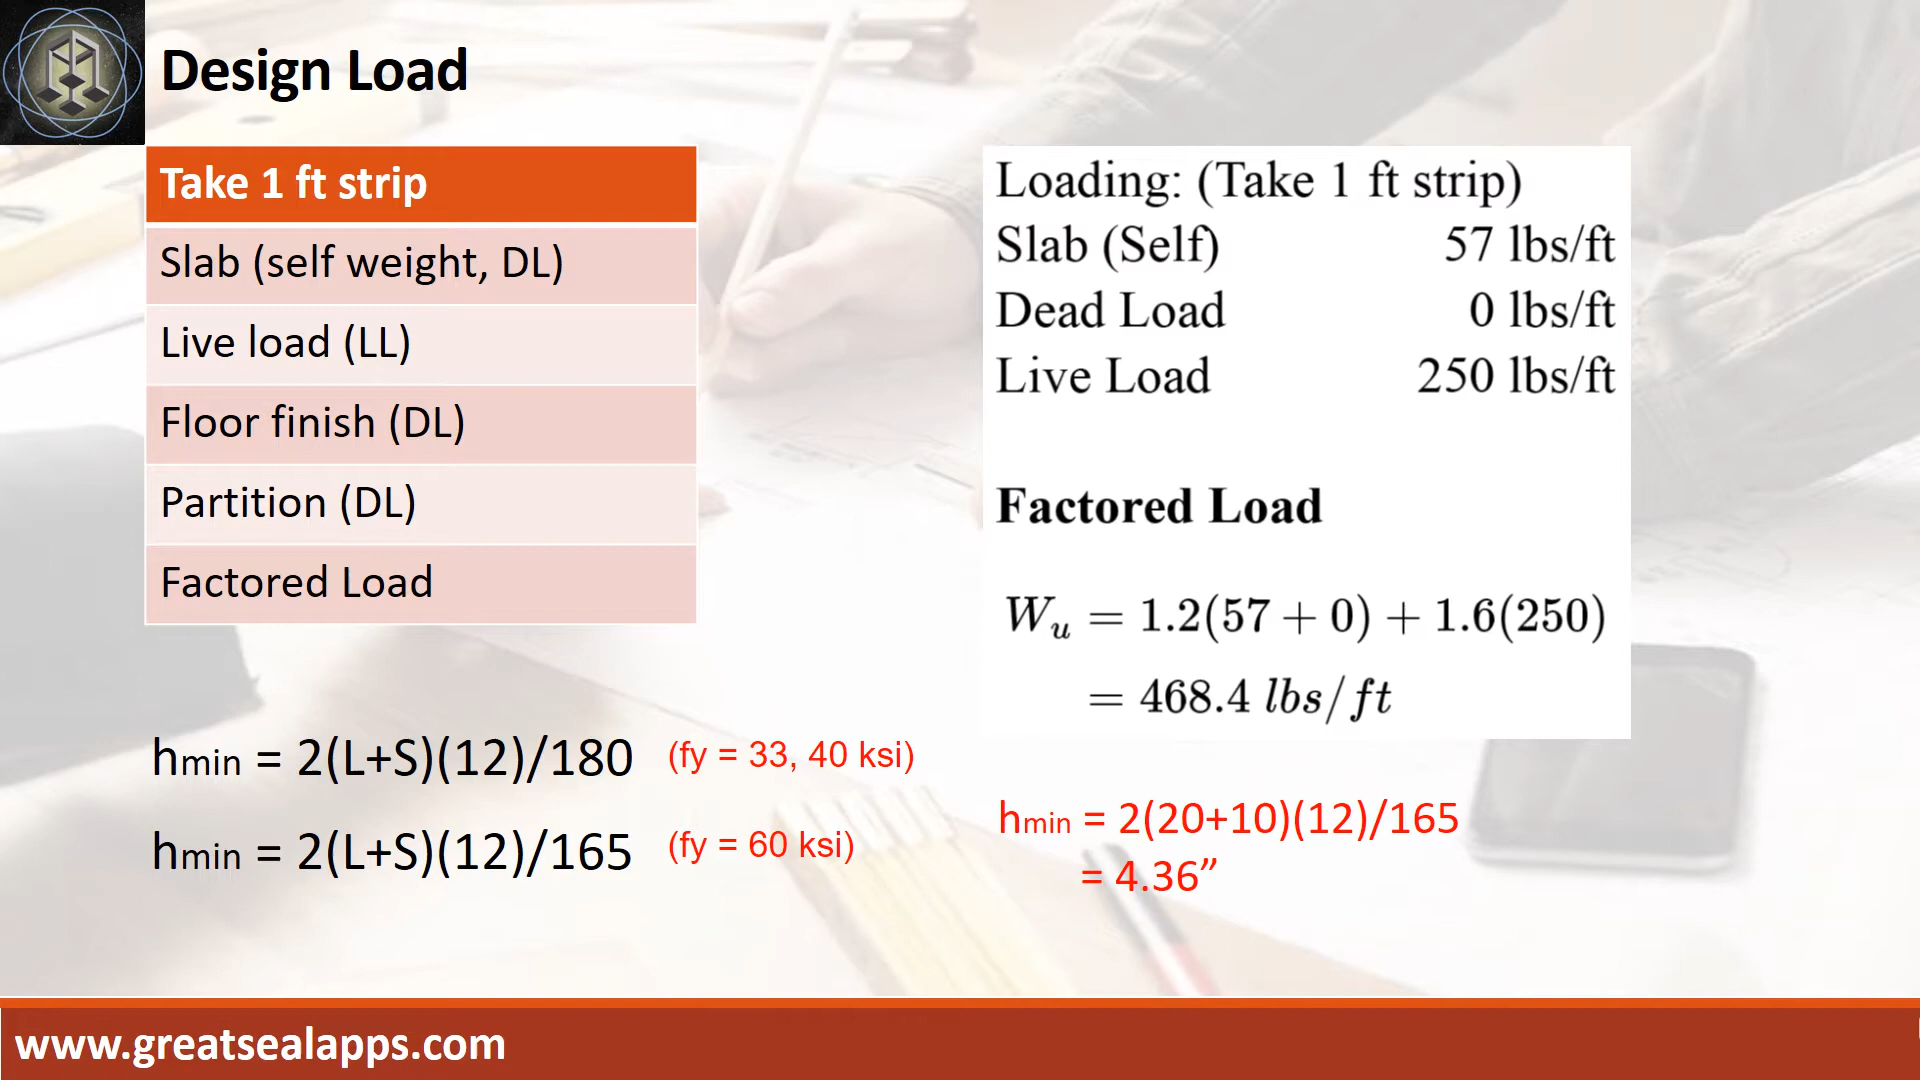 Design Load
Take 1 ft strip
Slab (self weight, DL)
Live load (LL)
Floor finish (DL)
Partition (DL)
Factored Load
hmin = 2(L+S)(12)/180 (fy = 33, 40 ksi)
hmin = 2(L+S)(12)/165 (fy = 60 ksi)
Loading: (Take 1 ft strip)
Slab (Self) 57 lbs/ft
Dead Load 0 lbs/ft
Live Load 250 lbs/ft
Factored Load
Wu = 1.2(57 + 0) + 1.6(250)
= 468.4 lbs/ft
hmin = 2(20+10)(12)/165
= 4.36”
www.greatsealapps.com